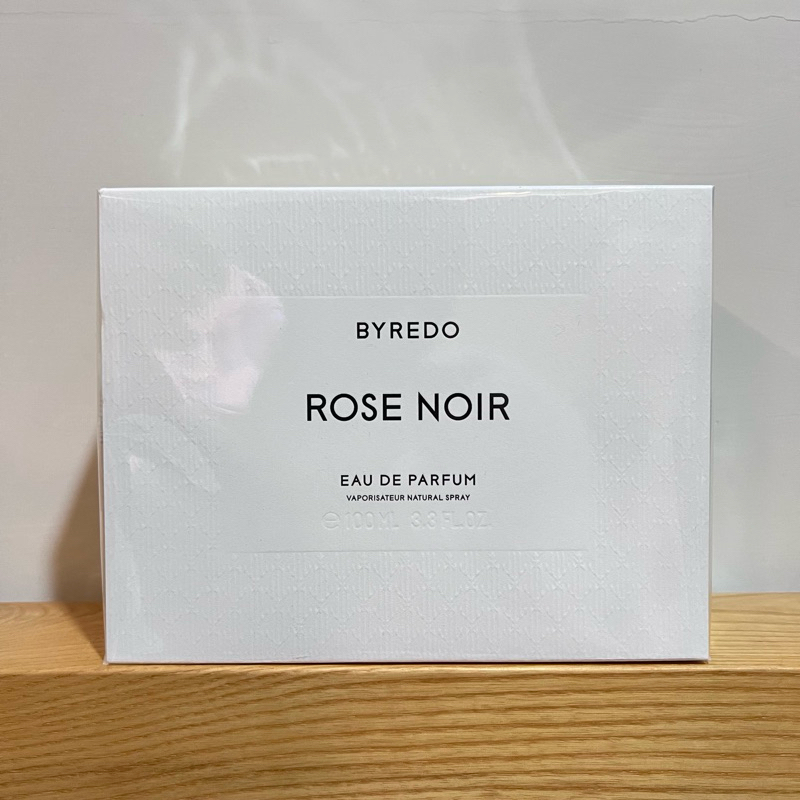 BYREDO
ROSE NOIR
EAU DE PARFUM
VAPORISATEUR NATURAL SPRAY
℮100 ML 3.3 FL.OZ.